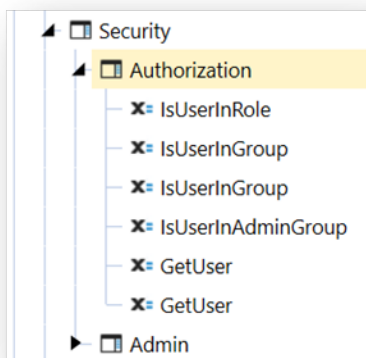 Security
Authorization
X= IsUserInRole
X= IsUserInGroup
X= IsUserInGroup
X= IsUserInAdminGroup
X= GetUser
X= GetUser
Admin